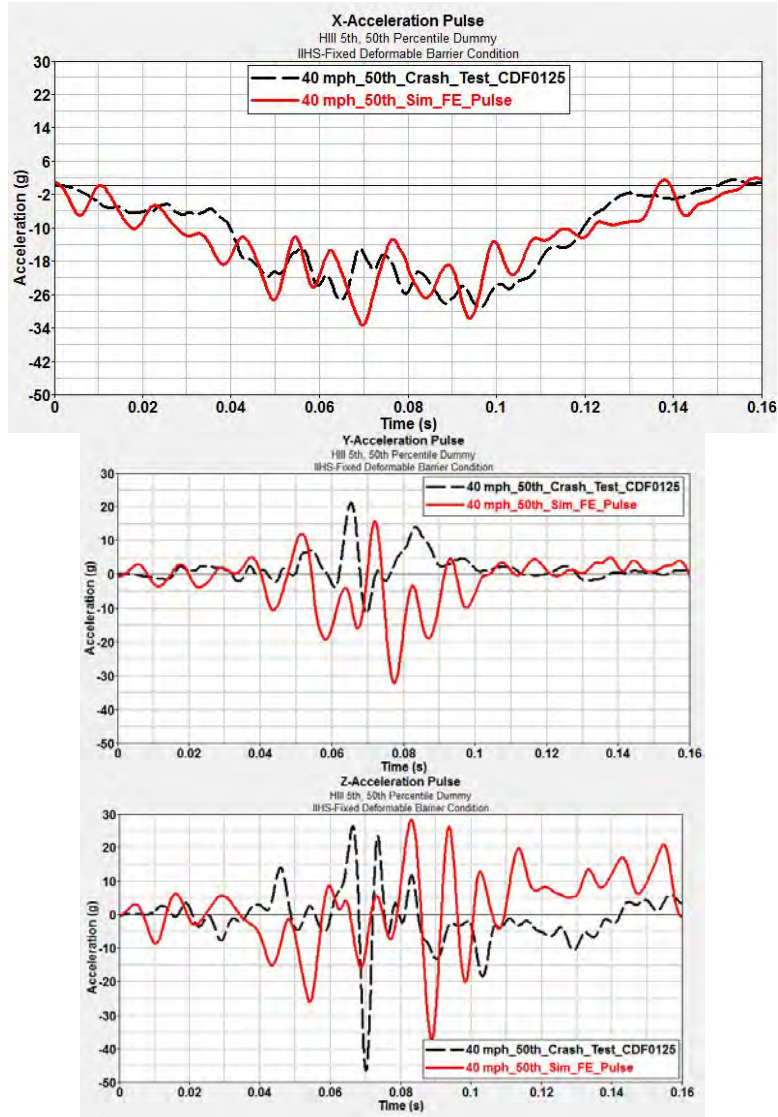 X-Acceleration Pulse
HIII 5th, 50th Percentile Dummy
IIHS-Fixed Deformable Barrier Condition
40 mph_50th_Crash_Test_CDF0125
40 mph_50th_Sim_FE_Pulse
Acceleration (g)
30
22
14
6
-2
-10
-18
-26
-34
-42
-50
0 0.02 0.04 0.06 0.08 0.1 0.12 0.14 0.16
Time (s)
Y-Acceleration Pulse
HIII 5th, 50th Percentile Dummy
IIHS-Fixed Deformable Barrier Condition
40 mph_50th_Crash_Test_CDF0125
40 mph_50th_Sim_FE_Pulse
Acceleration (g)
30
20
10
0
-10
-20
-30
-40
-50
0 0.02 0.04 0.06 0.08 0.1 0.12 0.14 0.16
Time (s)
Z-Acceleration Pulse
HIII 5th, 50th Percentile Dummy
IIHS-Fixed Deformable Barrier Condition
Acceleration (g)
30
20
10
0
-10
-20
-30
-40
-50
40 mph_50th_Crash_Test_CDF0125
40 mph_50th_Sim_FE_Pulse
0 0.02 0.04 0.06 0.08 0.1 0.12 0.14 0.16
Time (s)